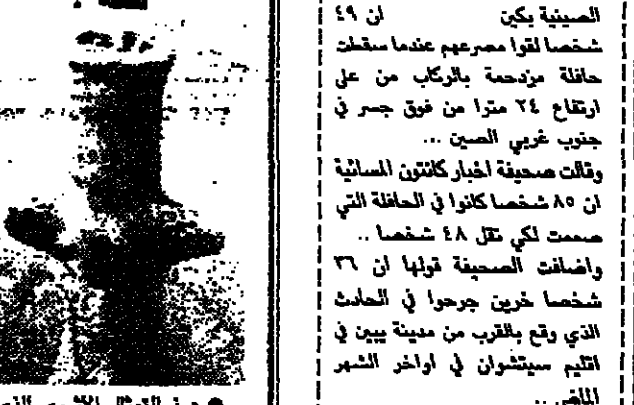 الصينية بكين ان ٤٩
شخصا لقوا مصرعهم عندما سقطت
حافلة مزدحمة بالركاب من على
ارتفاع ٢٤ مترا من فوق جسر في
جنوب غربي الصين ...
وقالت صحيفة اخبار كانتون المسائية
ان ٨٥ شخصا كانوا في الحافلة التي
صممت لكي تقل ٤٨ شخصا ..
واضافت الصحيفة قولها ان ٣٦
شخصا خرين جرحوا في الحادث
الذي وقع بالقرب من مدينة يبين في
اقليم سيتشوان في اواخر الشهر
الماضي ..